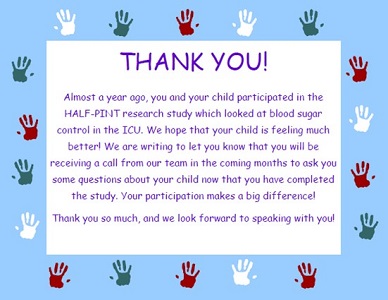 THANK YOU!
Almost a year ago, you and your child participated in the
HALF-PINT research study which looked at blood sugar
control in the ICU. We hope that your child is feeling much
better! We are writing to let you know that you will be
receiving a call from our team in the coming months to ask you
some questions about your child now that you have completed
the study. Your participation makes a big difference!
Thank you so much, and we look forward to speaking with you!